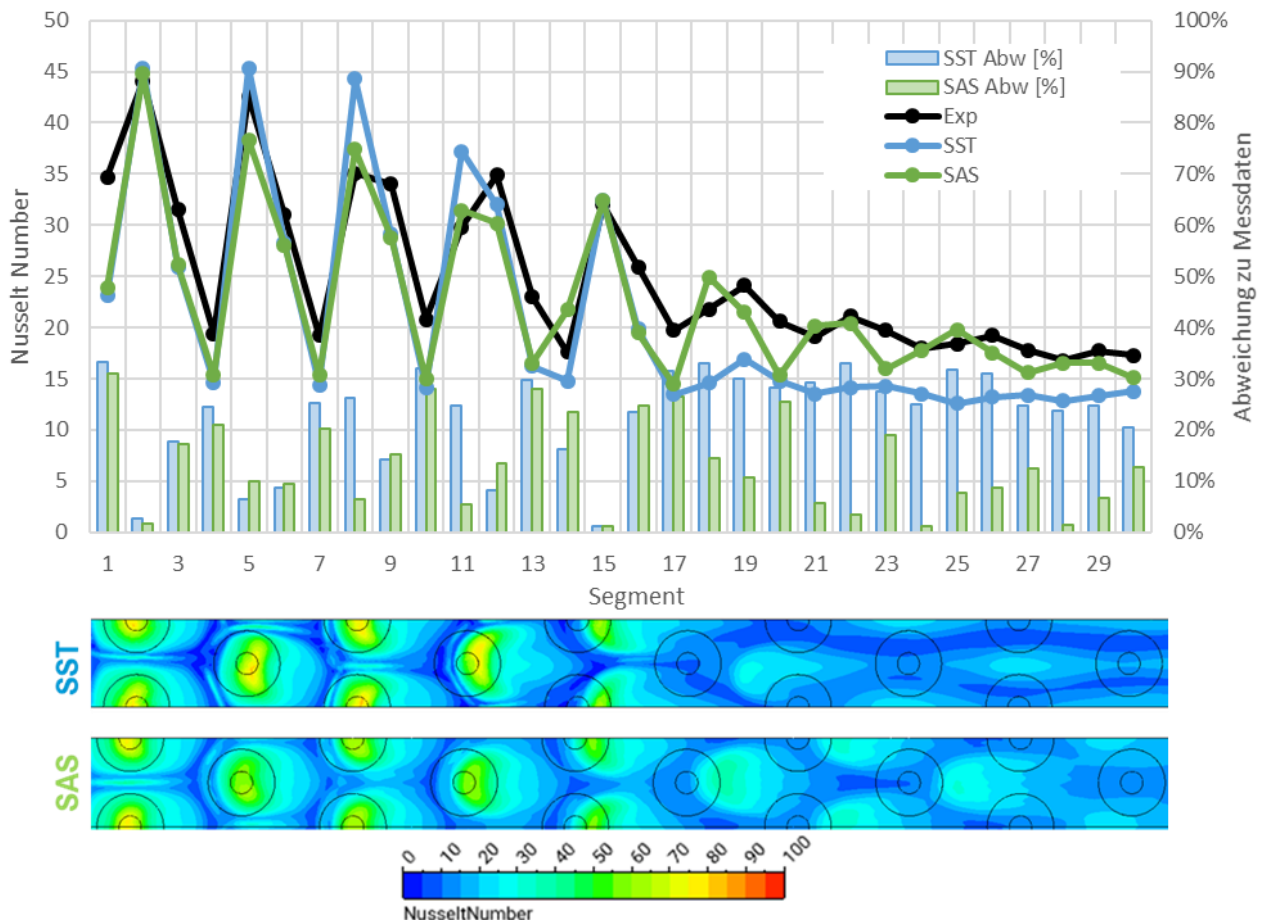 50
45
40
35
30
25
20
15
10
5
0
Nusselt Number
100%
90%
80%
70%
60%
50%
40%
30%
20%
10%
0%
Abweichung zu Messdaten
SST Abw [%]
SAS Abw [%]
Exp
SST
SAS
1 3 5 7 9 11 13 15 17 19 21 23 25 27 29
Segment
SST
SAS
0 10 20 30 40 50 60 70 80 90 100
NusseltNumber